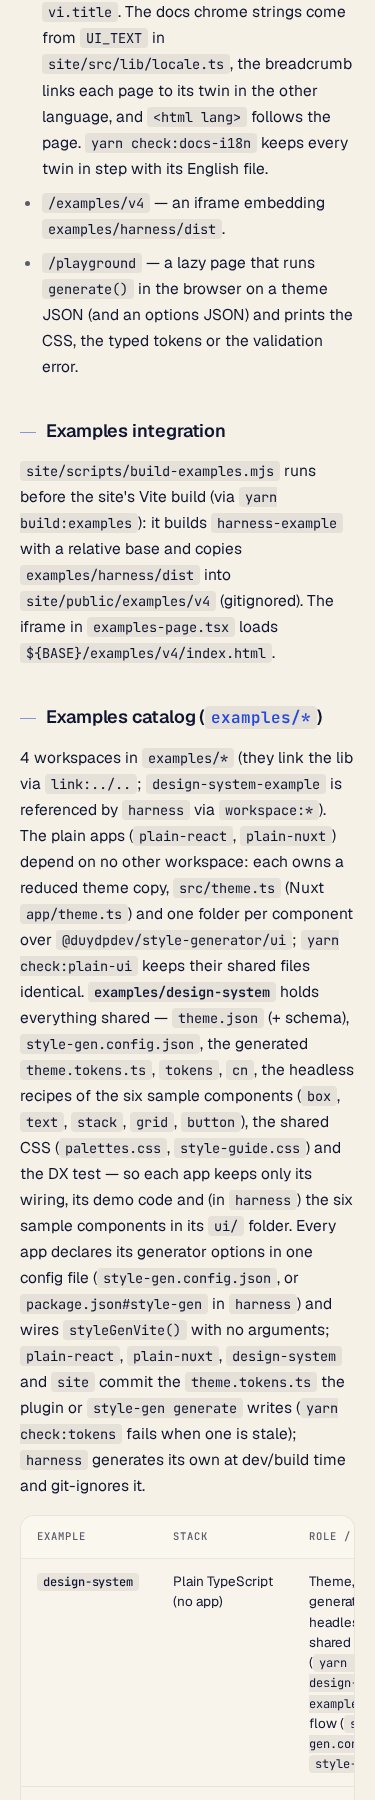 vi.title . The docs chrome strings come
from UI_TEXT in
site/src/lib/locale.ts , the breadcrumb
links each page to its twin in the other
language, and <html lang> follows the
page. yarn check:docs-i18n keeps every
twin in step with its English file.
• /examples/v4 — an iframe embedding
examples/harness/dist .
• /playground — a lazy page that runs
generate() in the browser on a theme
JSON (and an options JSON) and prints the
CSS, the typed tokens or the validation
error.
— Examples integration
site/scripts/build-examples.mjs runs
before the site's Vite build (via yarn
build:examples ): it builds harness-example
with a relative base and copies
examples/harness/dist into
site/public/examples/v4 (gitignored). The
iframe in examples-page.tsx loads
${BASE}/examples/v4/index.html .
— Examples catalog ( examples/* )
4 workspaces in examples/* (they link the lib
via link:../.. ; design-system-example is
referenced by harness via workspace:* ).
The plain apps ( plain-react , plain-nuxt )
depend on no other workspace: each owns a
reduced theme copy, src/theme.ts (Nuxt
app/theme.ts ) and one folder per component
over @duydpdev/style-generator/ui ; yarn
check:plain-ui keeps their shared files
identical. examples/design-system holds
everything shared — theme.json (+ schema),
style-gen.config.json , the generated
theme.tokens.ts , tokens , cn , the headless
recipes of the six sample components ( box ,
text , stack , grid , button ), the shared
CSS ( palettes.css , style-guide.css ) and
the DX test — so each app keeps only its
wiring, its demo code and (in harness ) the six
sample components in its ui/ folder. Every
app declares its generator options in one
config file ( style-gen.config.json , or
package.json#style-gen in harness ) and
wires styleGenVite() with no arguments;
plain-react , plain-nuxt , design-system
and site commit the theme.tokens.ts the
plugin or style-gen generate writes ( yarn
check:tokens fails when one is stale);
harness generates its own at dev/build time
and git-ignores it.
EXAMPLE STACK ROLE /
design-system Plain TypeScript Theme,
(no app) generat
headles
shared
( yarn
design-
example
flow ( s
gen.con
style-